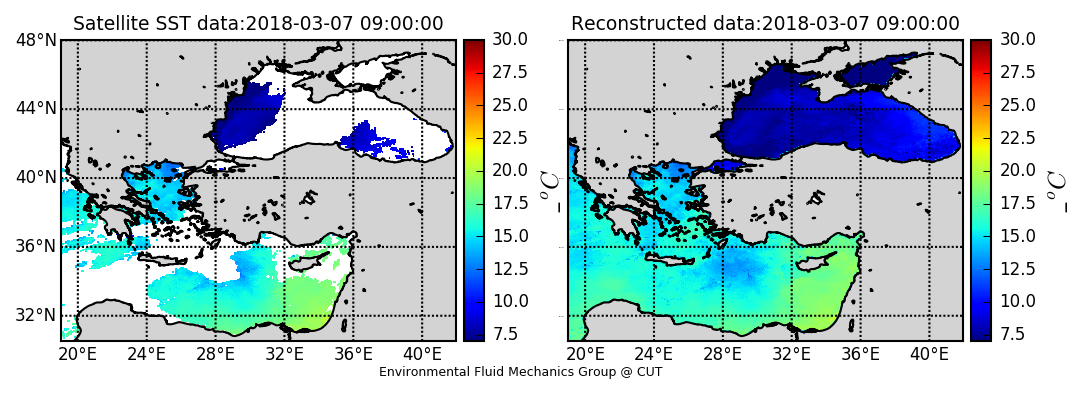 Satellite SST data:2018-03-07 09:00:00
48°N
44°N
40°N
36°N
32°N
20°E 24°E 28°E 32°E 36°E 40°E
30.0
27.5
25.0
22.5
20.0
17.5
15.0
12.5
10.0
7.5
°C
Reconstructed data:2018-03-07 09:00:00
20°E 24°E 28°E 32°E 36°E 40°E
30.0
27.5
25.0
22.5
20.0
17.5
15.0
12.5
10.0
7.5
°C
Environmental Fluid Mechanics Group @ CUT